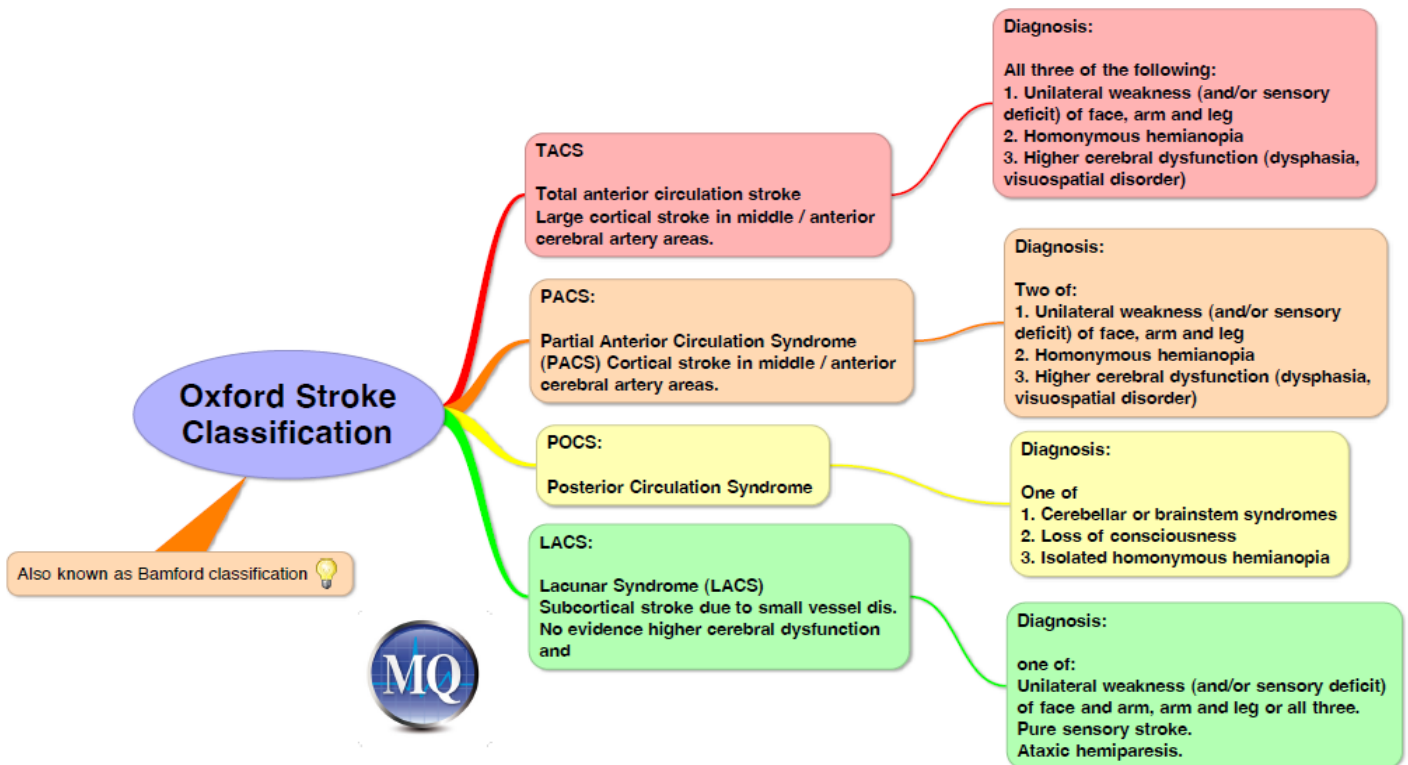 Oxford Stroke
Classification
Also known as Bamford classification
MQ
TACS
Total anterior circulation stroke
Large cortical stroke in middle / anterior
cerebral artery areas.
Diagnosis:
All three of the following:
1. Unilateral weakness (and/or sensory
deficit) of face, arm and leg
2. Homonymous hemianopia
3. Higher cerebral dysfunction (dysphasia,
visuospatial disorder)
PACS:
Partial Anterior Circulation Syndrome
(PACS) Cortical stroke in middle / anterior
cerebral artery areas.
Diagnosis:
Two of:
1. Unilateral weakness (and/or sensory
deficit) of face, arm and leg
2. Homonymous hemianopia
3. Higher cerebral dysfunction (dysphasia,
visuospatial disorder)
POCS:
Posterior Circulation Syndrome
Diagnosis:
One of
1. Cerebellar or brainstem syndromes
2. Loss of consciousness
3. Isolated homonymous hemianopia
LACS:
Lacunar Syndrome (LACS)
Subcortical stroke due to small vessel dis.
No evidence higher cerebral dysfunction
and
Diagnosis:
one of:
Unilateral weakness (and/or sensory deficit)
of face and arm, arm and leg or all three.
Pure sensory stroke.
Ataxic hemiparesis.